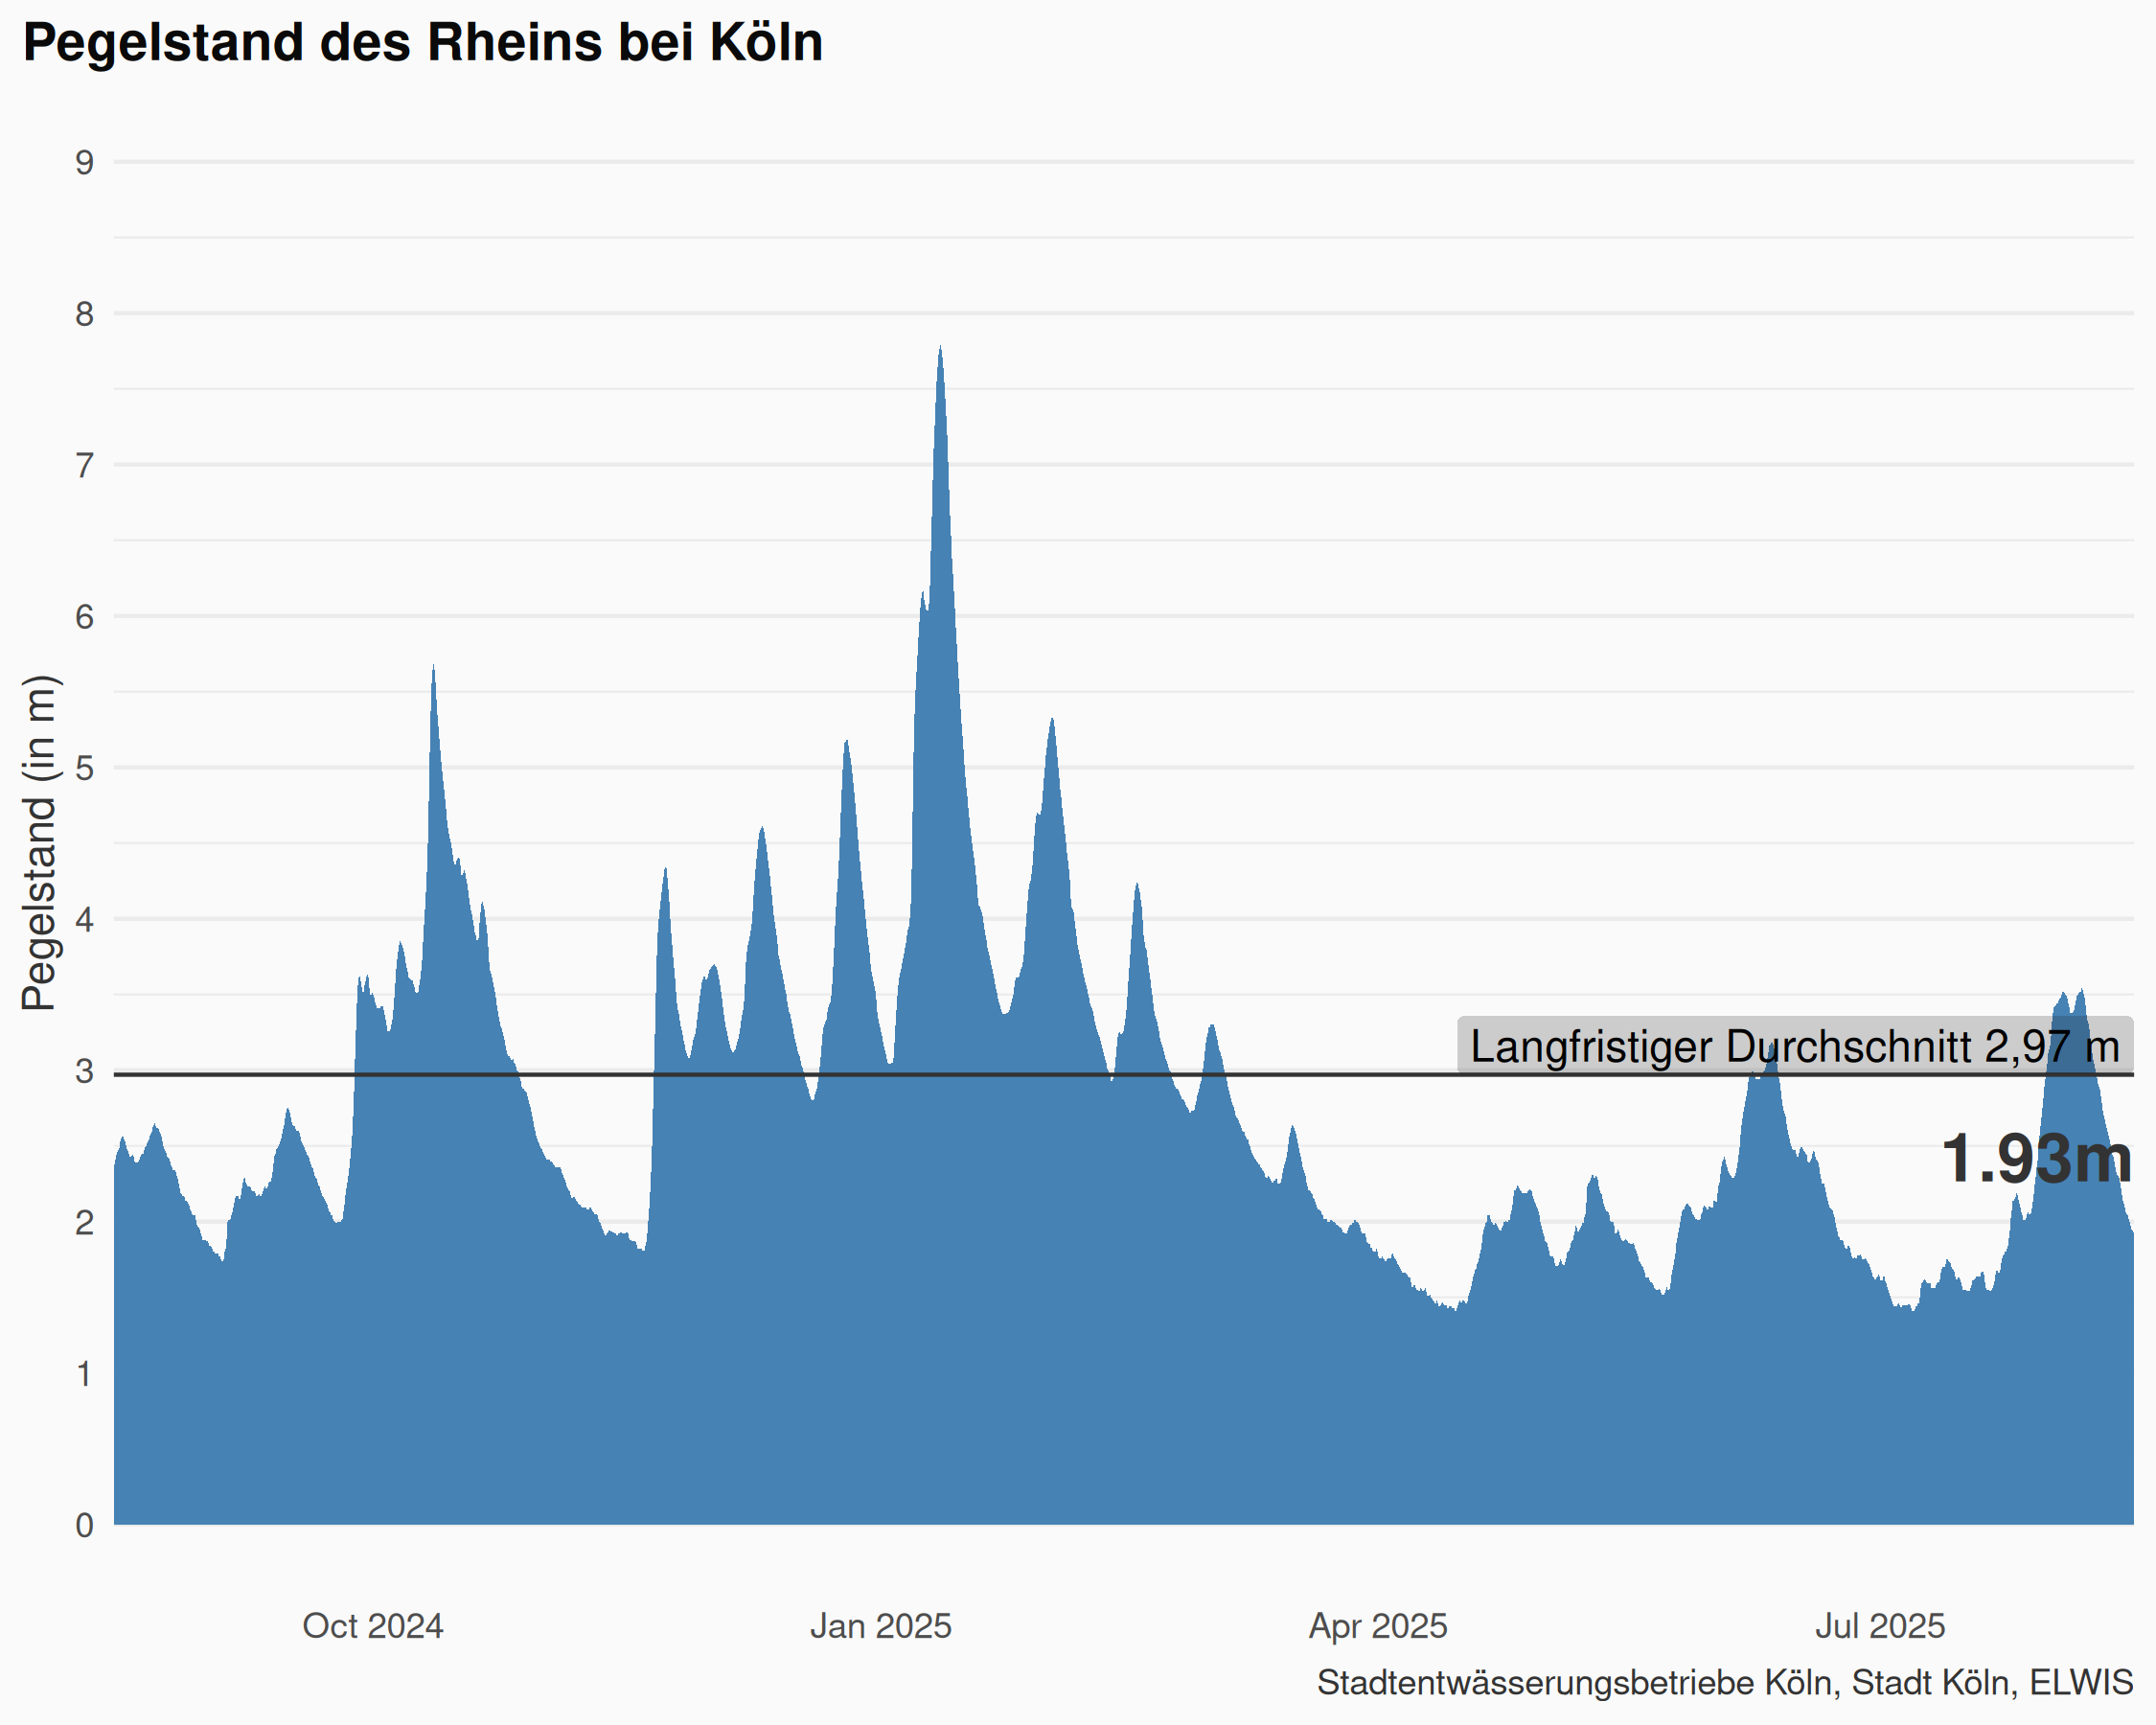 Pegelstand des Rheins bei Köln
9
8
7
6
5
4
3
2
1
0
Pegelstand (in m)
Langfristiger Durchschnitt 2,97 m
1.93m
Oct 2024
Jan 2025
Apr 2025
Jul 2025
Stadtentwässerungsbetriebe Köln, Stadt Köln, ELWIS